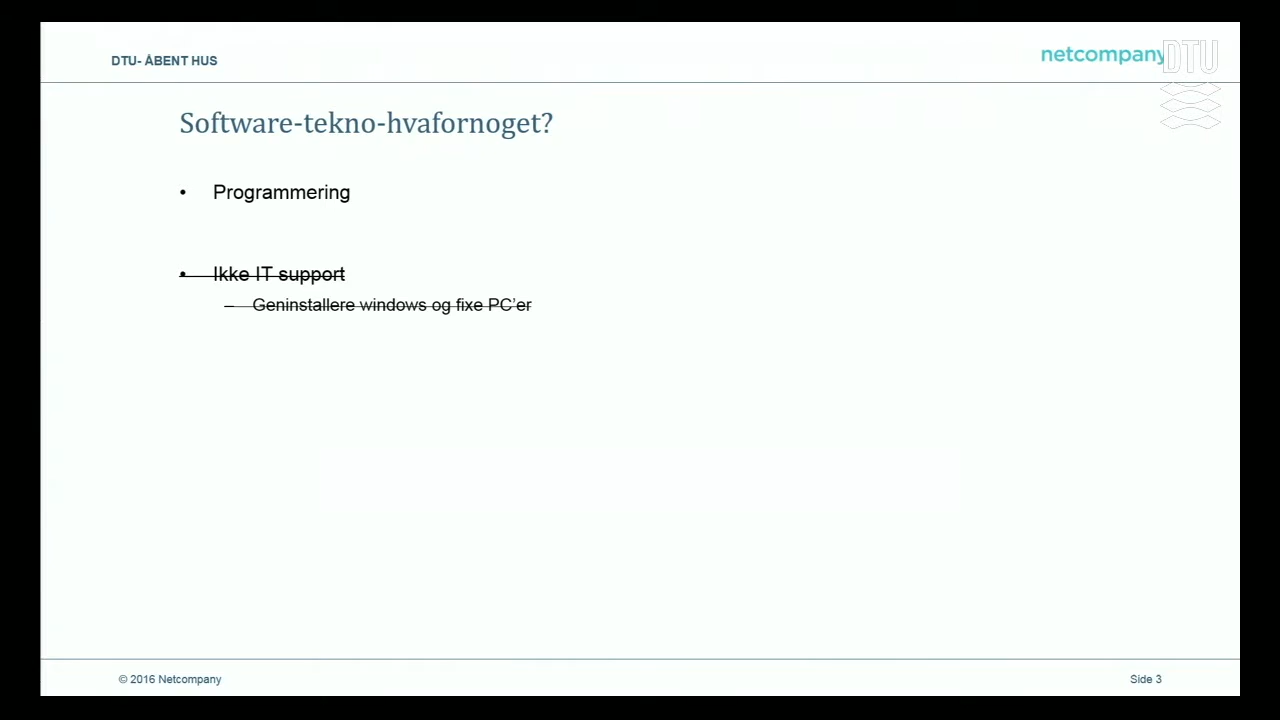 DTU- ÅBENT HUS
netcompany
DTU
Software-tekno-hvafornoget?
• Programmering
• Ikke IT support
– Geninstallere windows og fixe PC'er
© 2016 Netcompany
Side 3